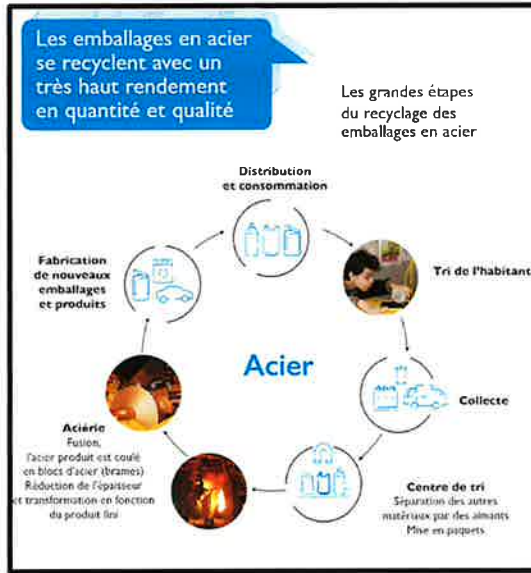 Les emballages en acier
se recyclent avec un
très haut rendement
en quantité et qualité
Les grandes étapes
du recyclage des
emballages en acier
Distribution
et consommation
Tri de l'habitant
Collecte
Centre de tri
Séparation des autres
matériaux par des aimants
Mise en paquets
Aciérie
Fusion,
l'acier produit est coulé
en blocs d'acier (brames)
Réduction de l'épaisseur
et transformation en fonction
du produit fini
Fabrication
de nouveaux
emballages
et produits
Acier